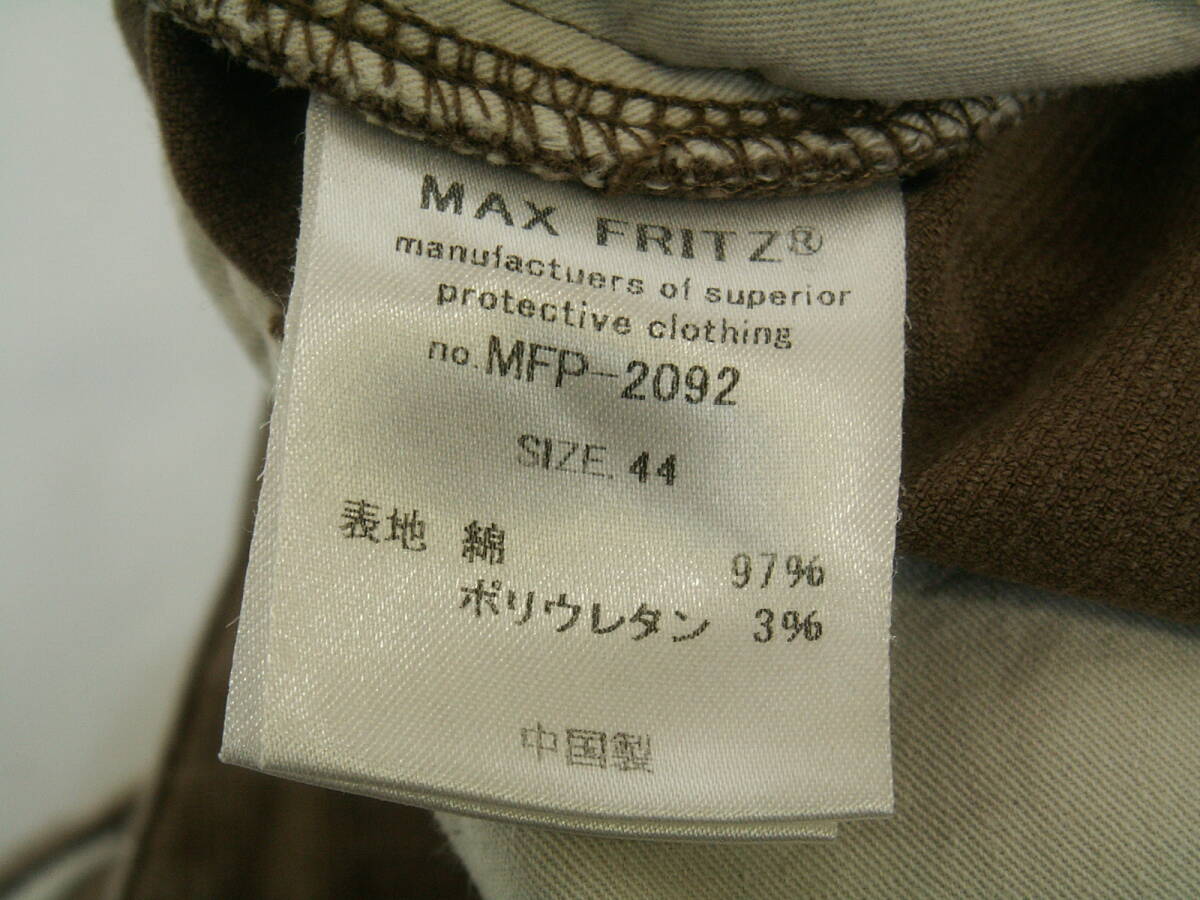 MAX FRITZ®
manufactuers of superior
protective clothing
no.MFP-2092
SIZE.44
表地 綿 97%
ポリウレタン 3%
中国製